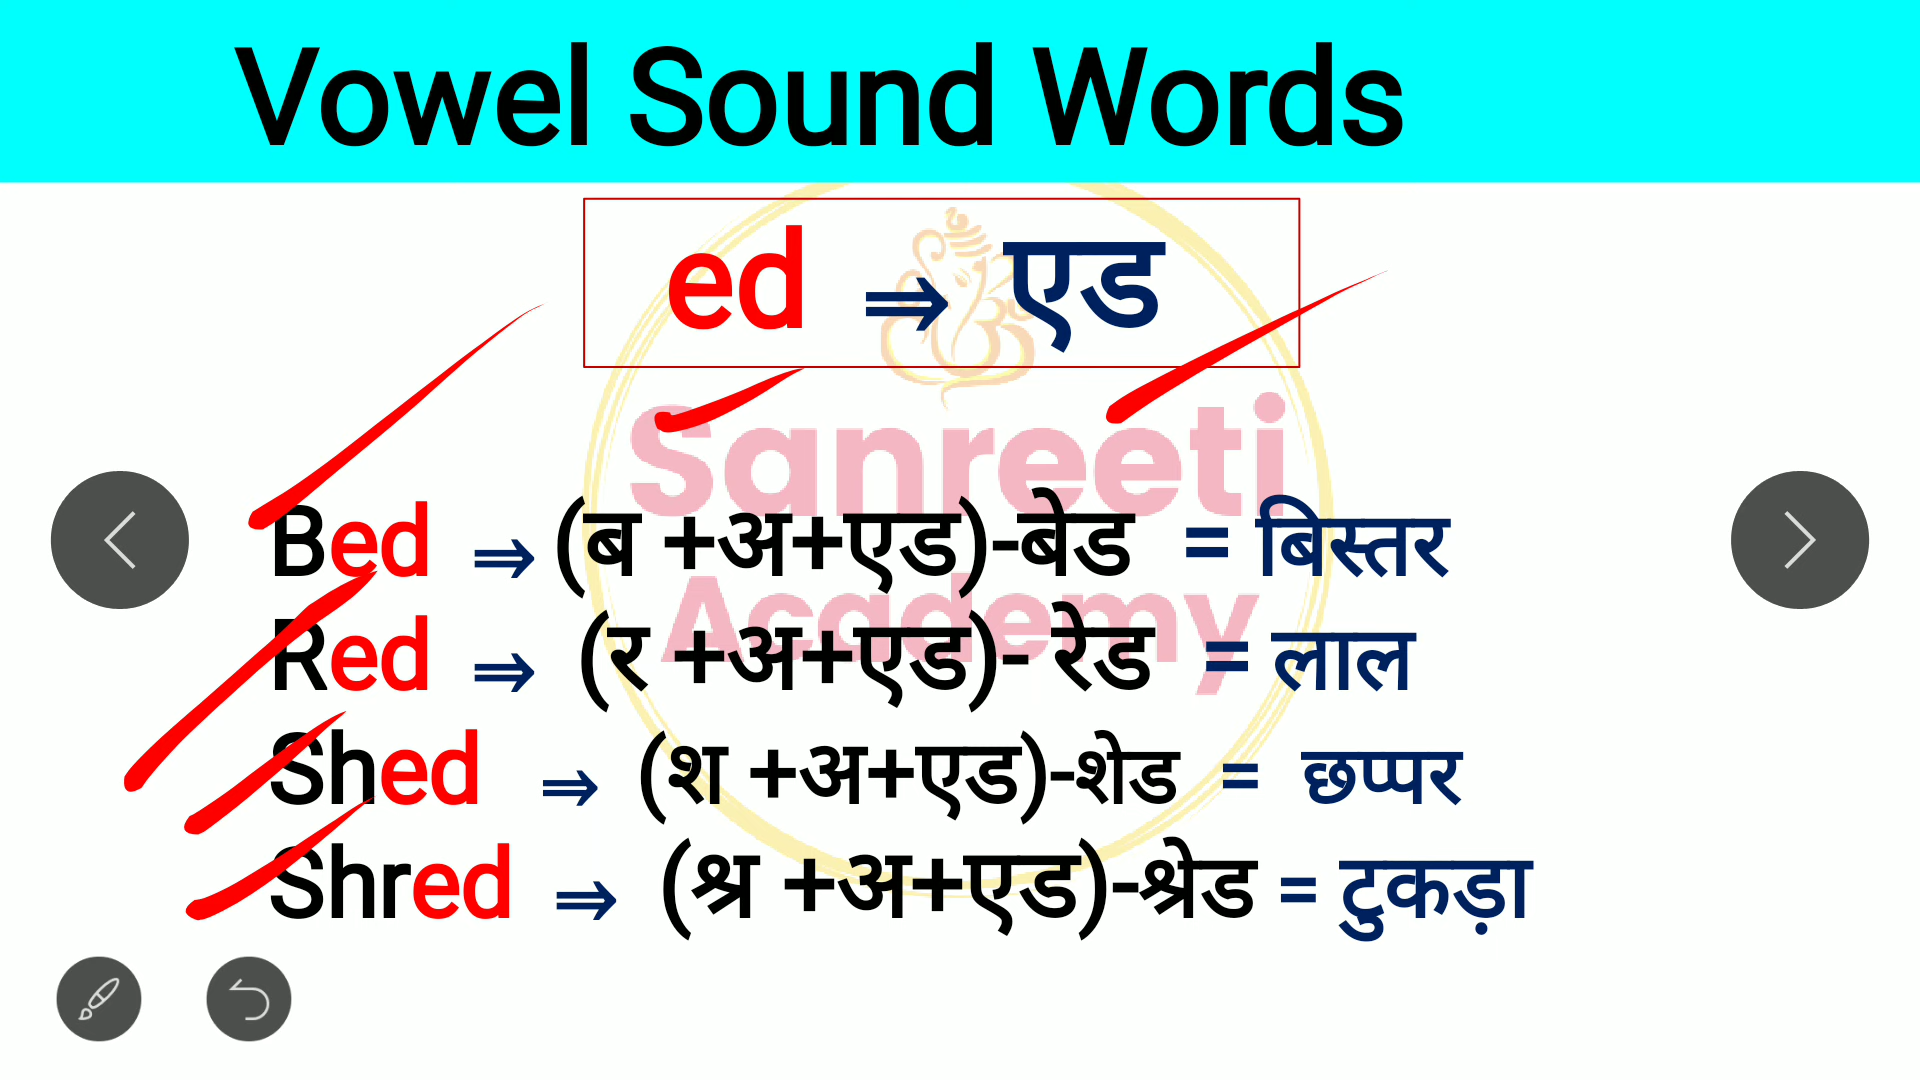 Vowel Sound Words
ed ⇒ एड
Sanreeti
Academy
Bed ⇒ (ब +अ+एड)-बेड = बिस्तर
Red ⇒ (र +अ+एड)- रेड = लाल
Shed ⇒ (श +अ+एड)-शेड = छप्पर
Shred ⇒ (श्र +अ+एड)-श्रेड = टुकड़ा